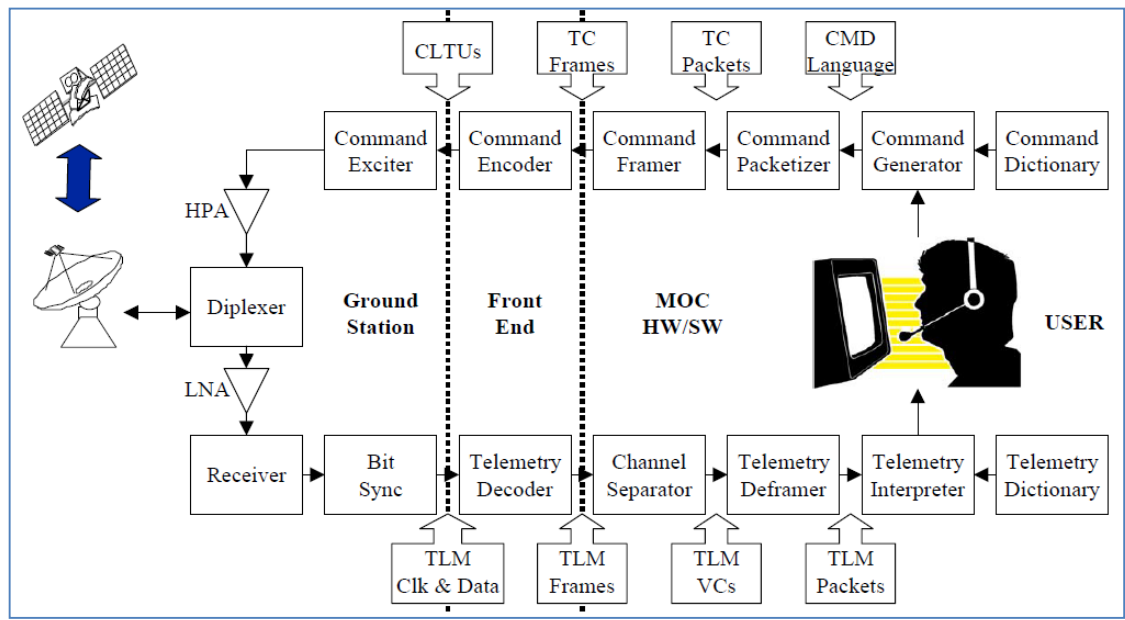 CLTUs
TC
Frames
TC
Packets
CMD
Language
Command
Exciter
Command
Encoder
Command
Framer
Command
Packetizer
Command
Generator
Command
Dictionary
HPA
Diplexer
Ground
Station
Front
End
MOC
HW/SW
USER
LNA
Receiver
Bit
Sync
Telemetry
Decoder
Channel
Separator
Telemetry
Deframer
Telemetry
Interpreter
Telemetry
Dictionary
TLM
Clk & Data
TLM
Frames
TLM
VCs
TLM
Packets